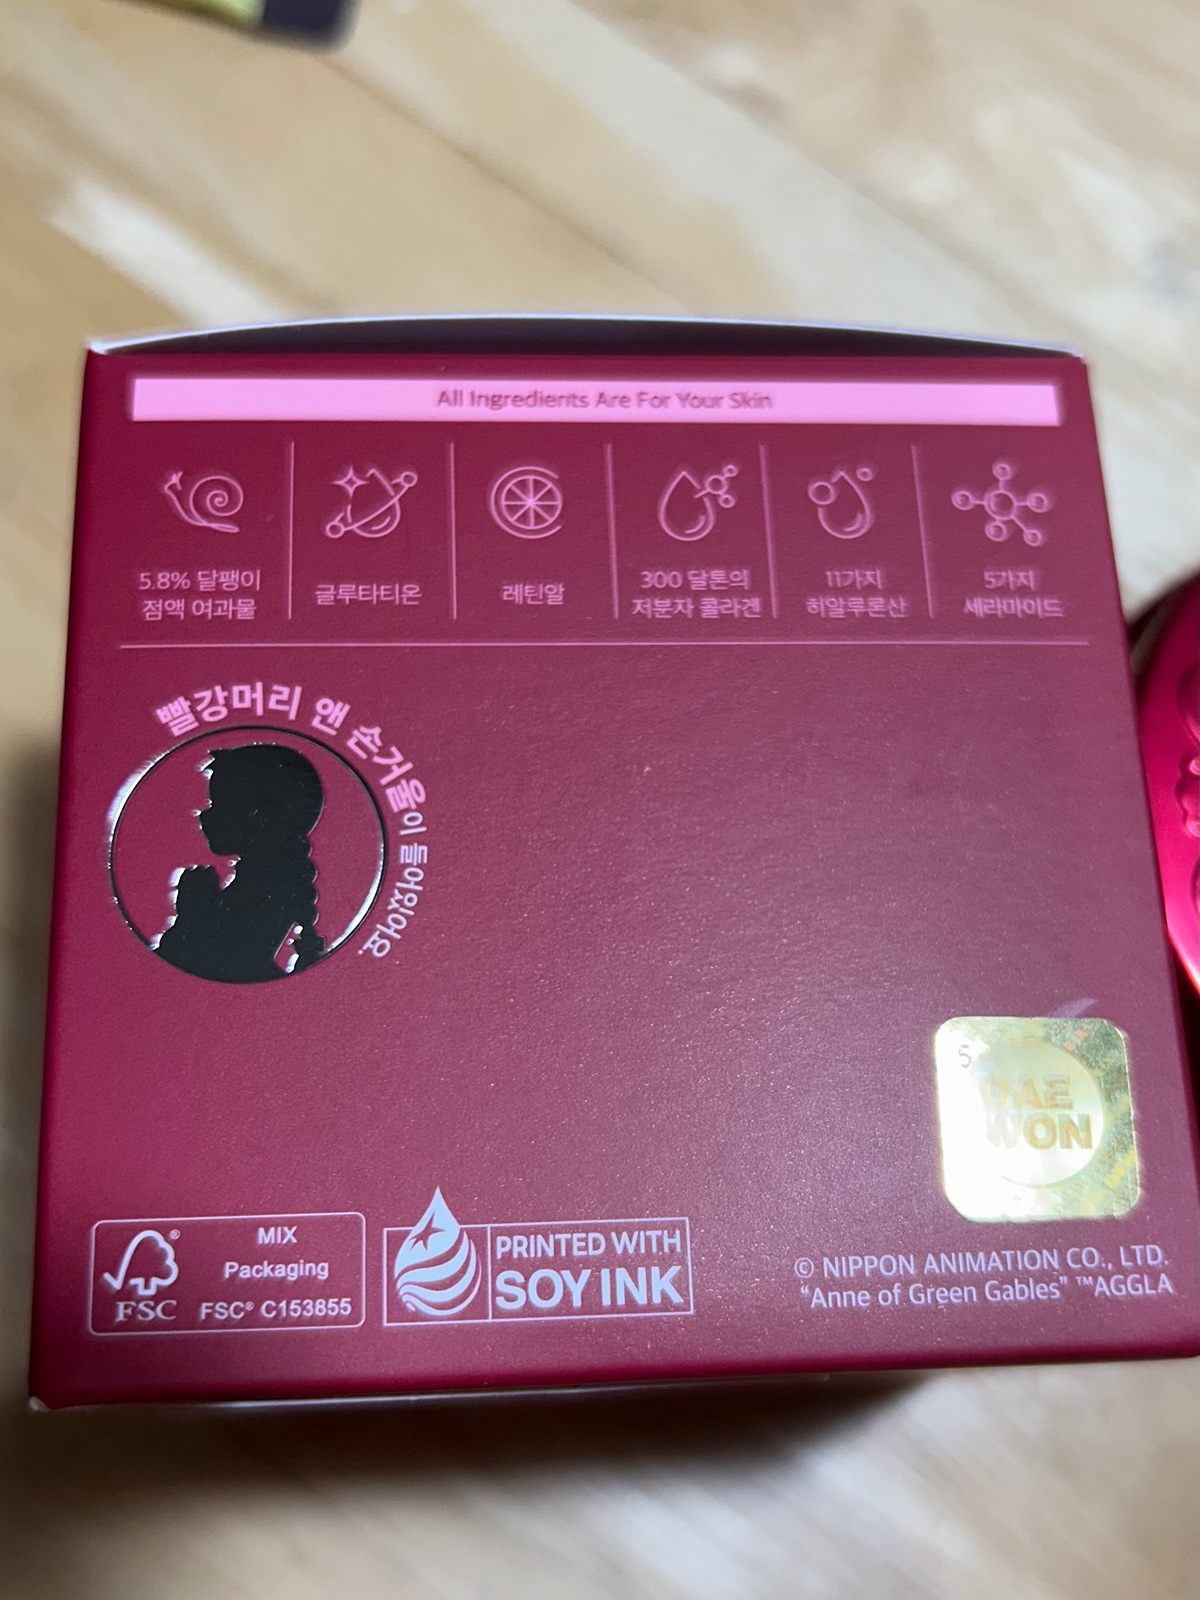 All Ingredients Are For Your Skin
5.8% 달팽이
점액 여과물
글루타티온
레틴알
300 달톤의
저분자 콜라겐
11가지
히알루론산
5가지
세라마이드
빨강머리 앤 손거울이 들어있어요.
S
DAE
WON
MIX
Packaging
FSC® C153855
®
FSC
PRINTED WITH
SOY INK
© NIPPON ANIMATION CO., LTD.
“Anne of Green Gables” ™AGGLA